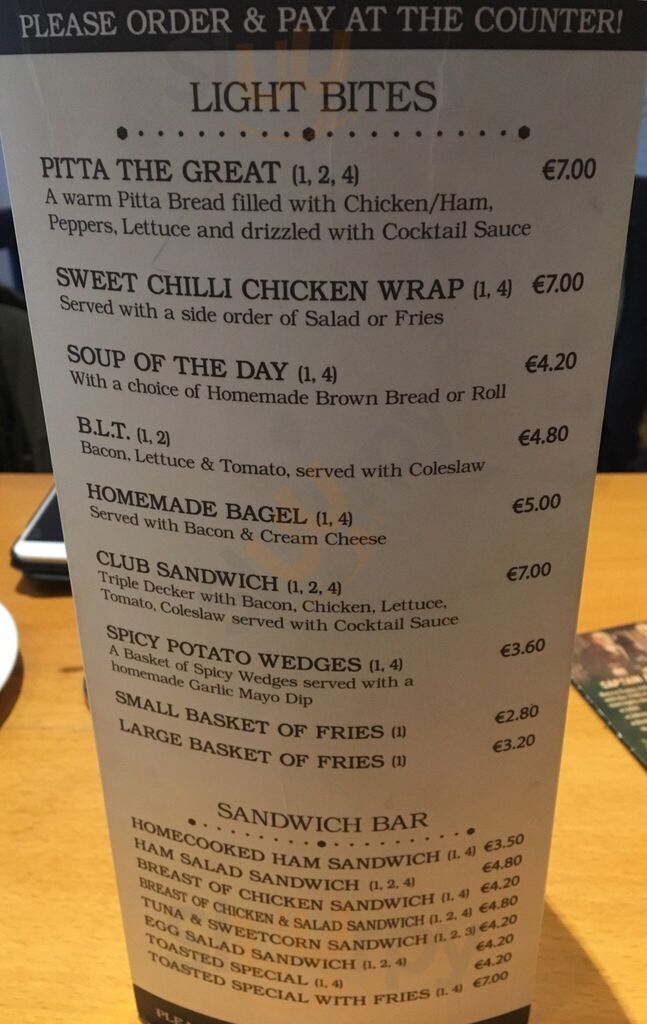 PLEASE ORDER & PAY AT THE COUNTER!
LIGHT BITES
PITTA THE GREAT (1, 2, 4) €7.00
A warm Pitta Bread filled with Chicken/Ham,
Peppers, Lettuce and drizzled with Cocktail Sauce
SWEET CHILLI CHICKEN WRAP (1, 4) €7.00
Served with a side order of Salad or Fries
SOUP OF THE DAY (1, 4) €4.20
With a choice of Homemade Brown Bread or Roll
B.L.T. (1, 2) €4.80
Bacon, Lettuce & Tomato, served with Coleslaw
HOMEMADE BAGEL (1, 4) €5.00
Served with Bacon & Cream Cheese
CLUB SANDWICH (1, 2, 4) €7.00
Triple Decker with Bacon, Chicken, Lettuce,
Tomato, Coleslaw served with Cocktail Sauce
SPICY POTATO WEDGES (1, 4) €3.60
A Basket of Spicy Wedges served with a
homemade Garlic Mayo Dip
SMALL BASKET OF FRIES (1) €2.80
LARGE BASKET OF FRIES (1) €3.20
SANDWICH BAR
HOMECOOKED HAM SANDWICH (1, 4) €3.50
HAM SALAD SANDWICH (1, 2, 4) €4.80
BREAST OF CHICKEN SANDWICH (1, 4) €4.20
BREAST OF CHICKEN & SALAD SANDWICH (1, 2, 4) €4.80
TUNA & SWEETCORN SANDWICH (1, 2, 3) €4.20
EGG SALAD SANDWICH (1, 2, 4) €4.20
TOASTED SPECIAL (1, 4) €4.20
TOASTED SPECIAL WITH FRIES (1, 4) €7.00